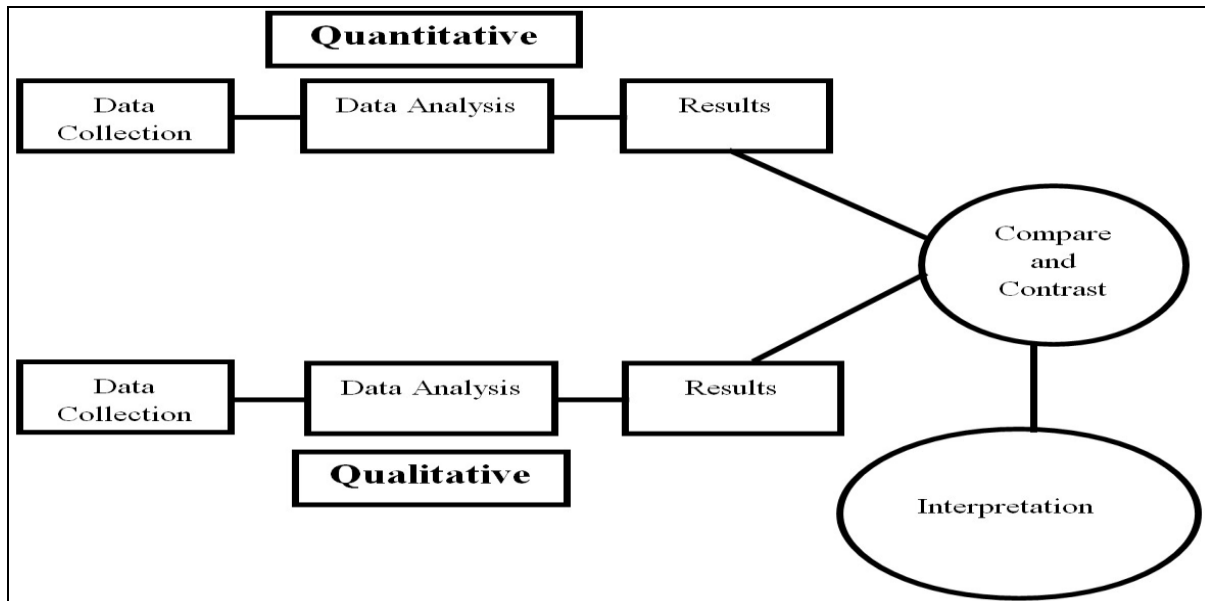 Quantitative
Data
Collection
Data Analysis
Results
Compare
and
Contrast
Data
Collection
Data Analysis
Results
Qualitative
Interpretation